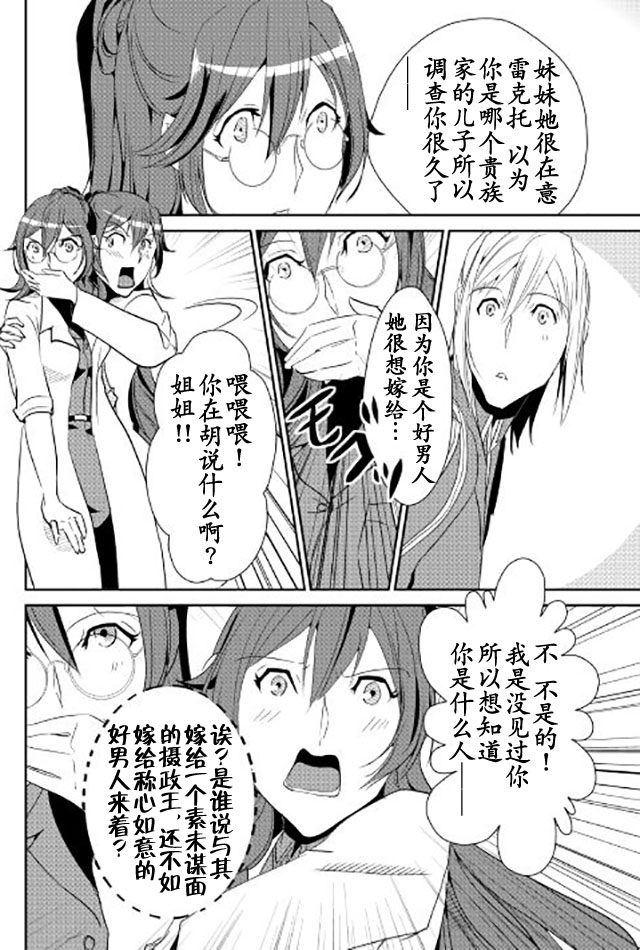 妹妹她很在意
雷克托 以为
你是哪个贵族
家的儿子所以
调查你很久了
——
因为你是个好男人
她很想嫁给…
モゴッ
喂喂喂！
你在胡说什么啊？
姐姐!!
不 不是的！
我是没见过你
所以想知道
你是什么人
——
诶？是谁说与其
嫁给一个素未谋面
的摄政王，还不如
嫁给称心如意的
好男人来着？